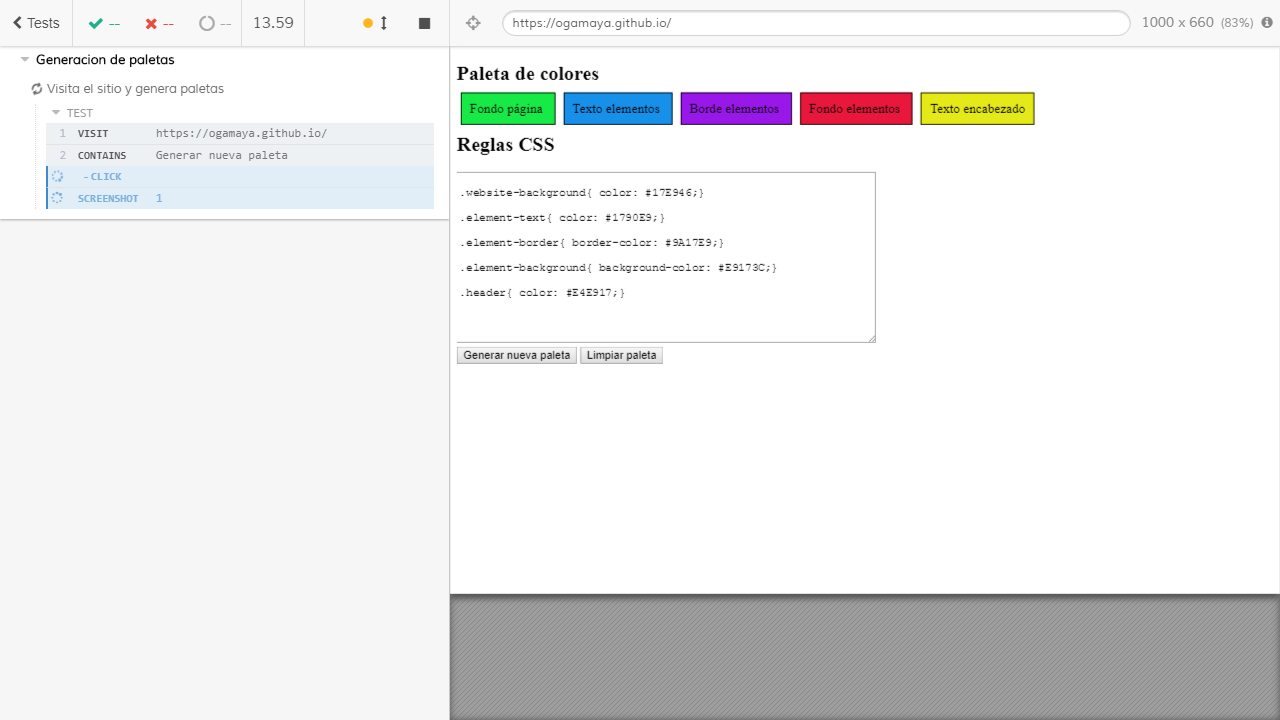 Tests -- -- -- 13.59 https://ogamaya.github.io/ 1000 x 660 (83%)
Generacion de paletas
Visita el sitio y genera paletas
TEST
1 VISIT https://ogamaya.github.io/
2 CONTAINS Generar nueva paleta
-CLICK
SCREENSHOT 1
Paleta de colores
Fondo página Texto elementos Borde elementos Fondo elementos Texto encabezado
Reglas CSS
.website-background{ color: #17E946;}
.element-text{ color: #1790E9;}
.element-border{ border-color: #9A17E9;}
.element-background{ background-color: #E9173C;}
.header{ color: #E4E917;}
Generar nueva paleta Limpiar paleta